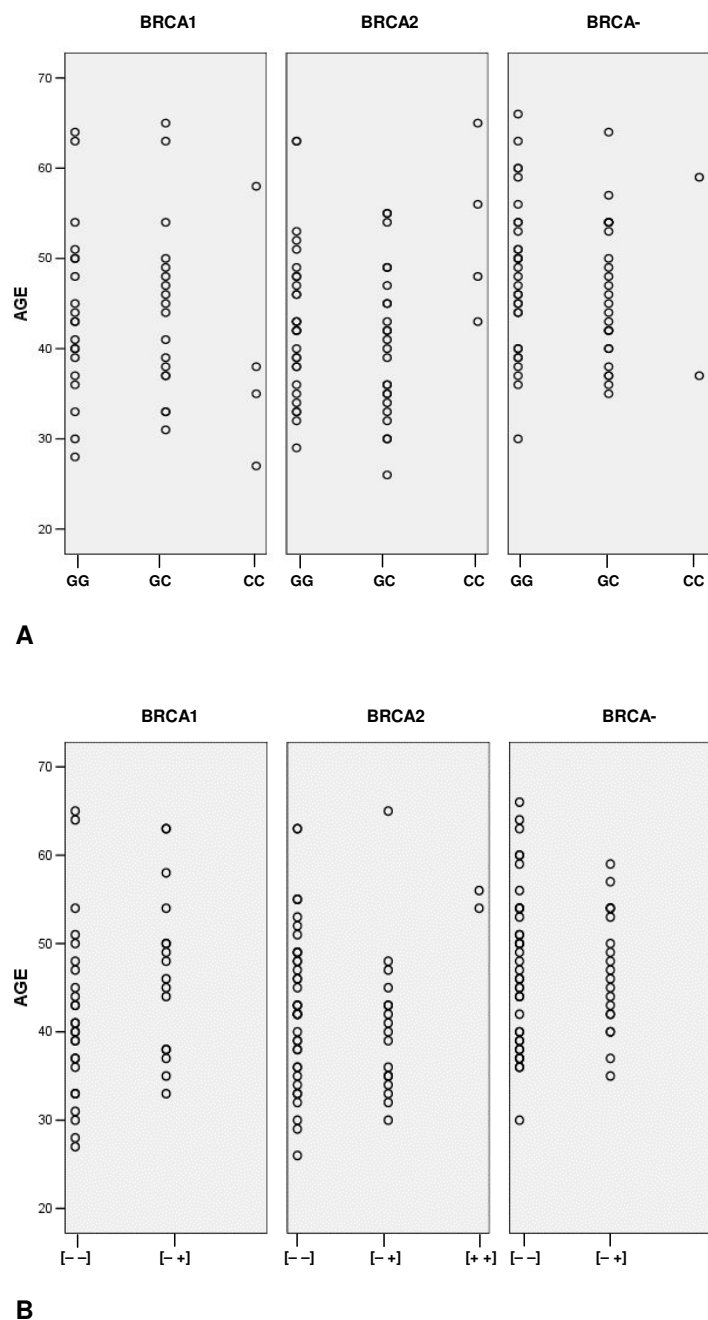 BRCA1 BRCA2 BRCA-
70
60
50
40
30
20
AGE
GG GC CC GG GC CC GG GC CC
A
BRCA1 BRCA2 BRCA-
70
60
50
40
30
20
AGE
[– –] [– +] [– –] [– +] [+ +] [– –] [– +]
B